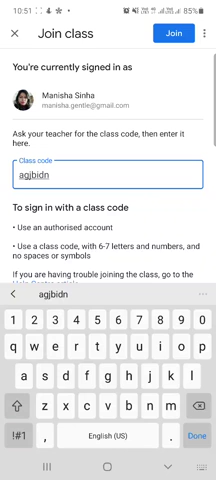 10:51
85%
Join class
Join
You're currently signed in as
Manisha Sinha
manisha.gentle@gmail.com
Ask your teacher for the class code, then enter it
here.
Class code
agjbidn
To sign in with a class code
• Use an authorised account
• Use a class code, with 6-7 letters and numbers, and
no spaces or symbols
If you are having trouble joining the class, go to the
agjbidn
1 2 3 4 5 6 7 8 9 0
q w e r t y u i o p
a s d f g h j k l
z x c v b n m
!#1 , English (US) . Done